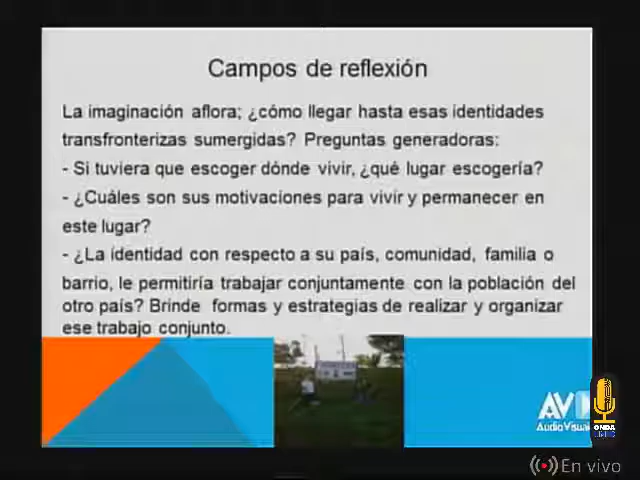 Campos de reflexión
La imaginación aflora; ¿cómo llegar hasta esas identidades
transfronterizas sumergidas? Preguntas generadoras:
- Si tuviera que escoger dónde vivir, ¿qué lugar escogería?
- ¿Cuáles son sus motivaciones para vivir y permanecer en
este lugar?
- ¿La identidad con respecto a su país, comunidad, familia o
barrio, le permitiría trabajar conjuntamente con la población del
otro país? Brinde formas y estrategias de realizar y organizar
ese trabajo conjunto.
AV
AudioVisua
ONDA
En vivo